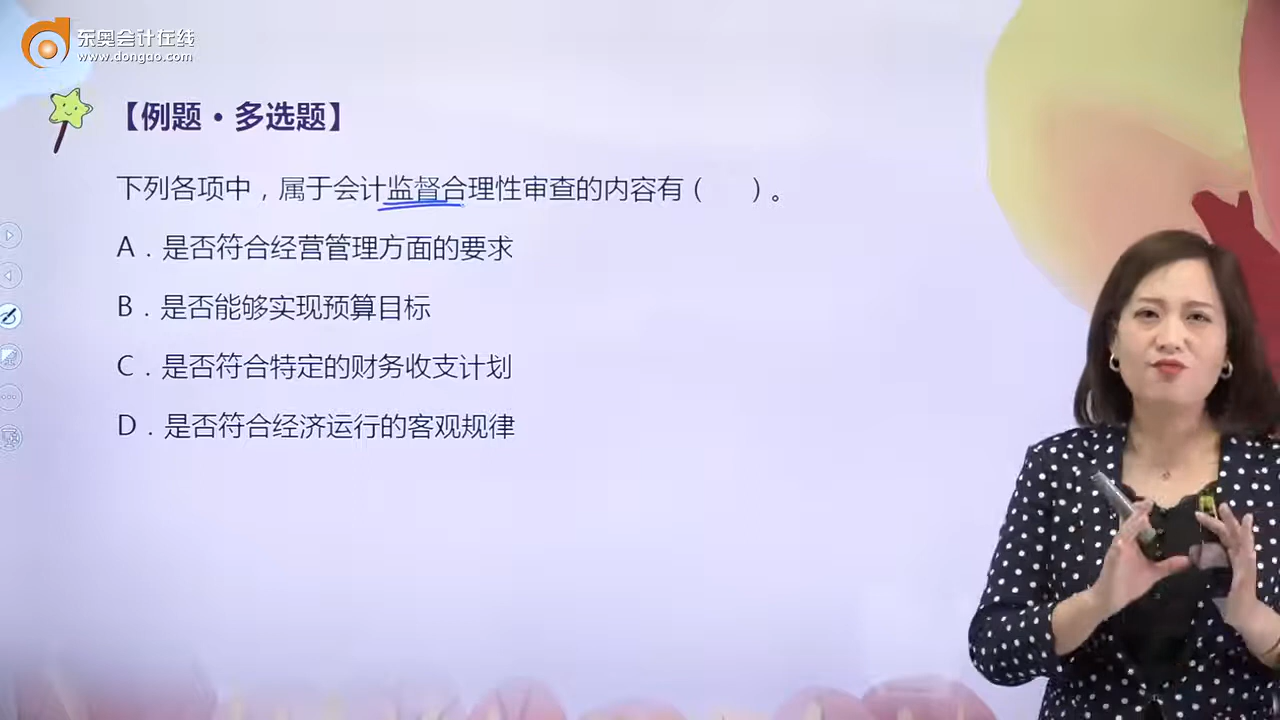 东奥会计在线
www.dongao.com
【例题·多选题】
下列各项中，属于会计监督合理性审查的内容有（  ）。
A．是否符合经营管理方面的要求
B．是否能够实现预算目标
C．是否符合特定的财务收支计划
D．是否符合经济运行的客观规律